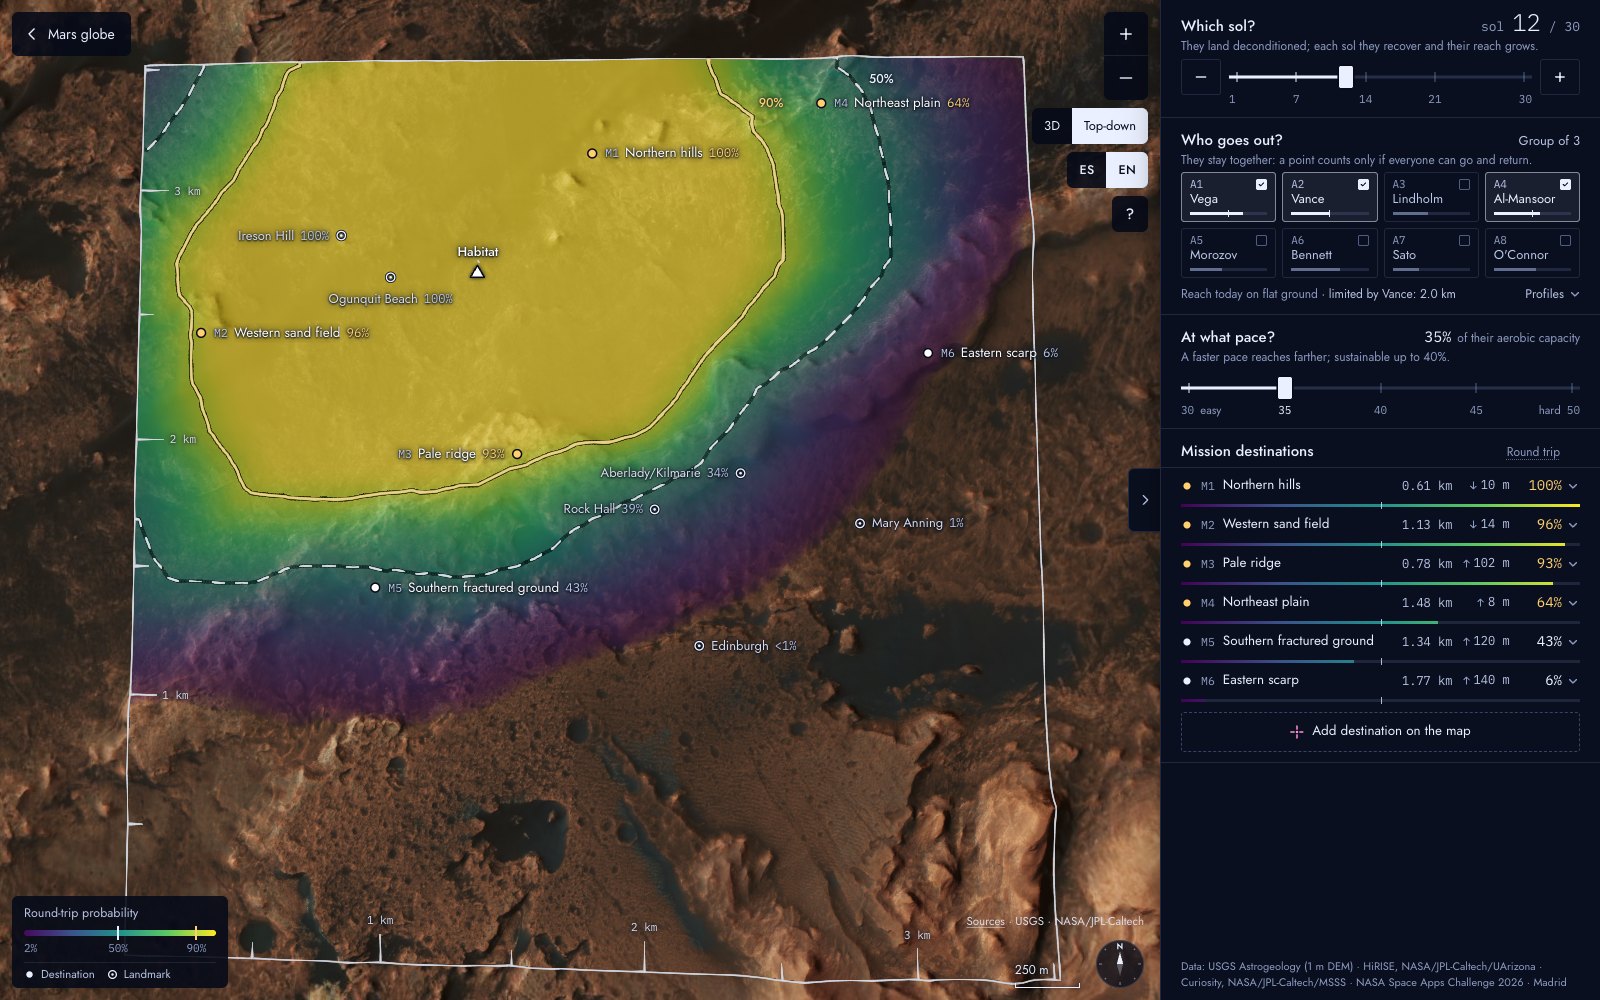 Mars globe
+
−
3D
Top-down
ES
EN
?
50%
90%
M4 Northeast plain 64%
M1 Northern hills 100%
3 km
Ireson Hill 100%
Habitat
Ogunquit Beach 100%
M2 Western sand field 96%
M6 Eastern scarp 6%
2 km
M3 Pale ridge 93%
Aberlady/Kilmarie 34%
Rock Hall 39%
Mary Anning 1%
M5 Southern fractured ground 43%
Edinburgh <1%
1 km
1 km
2 km
3 km
Sources · USGS · NASA/JPL-Caltech
250 m
N
Round-trip probability
2% 50% 90%
Destination Landmark
Which sol? sol 12 / 30
They land deconditioned; each sol they recover and their reach grows.
− +
1 7 14 21 30
Who goes out? Group of 3
They stay together: a point counts only if everyone can go and return.
A1 A2 A3 A4
Vega Vance Lindholm Al-Mansoor
A5 A6 A7 A8
Morozov Bennett Sato O'Connor
Reach today on flat ground · limited by Vance: 2.0 km Profiles
At what pace? 35% of their aerobic capacity
A faster pace reaches farther; sustainable up to 40%.
30 easy 35 40 45 hard 50
Mission destinations Round trip
M1 Northern hills 0.61 km ↓10 m 100%
M2 Western sand field 1.13 km ↓14 m 96%
M3 Pale ridge 0.78 km ↑102 m 93%
M4 Northeast plain 1.48 km ↑8 m 64%
M5 Southern fractured ground 1.34 km ↑120 m 43%
M6 Eastern scarp 1.77 km ↑140 m 6%
Add destination on the map
Data: USGS Astrogeology (1 m DEM) · HiRISE, NASA/JPL-Caltech/UArizona ·
Curiosity, NASA/JPL-Caltech/MSSS · NASA Space Apps Challenge 2026 · Madrid